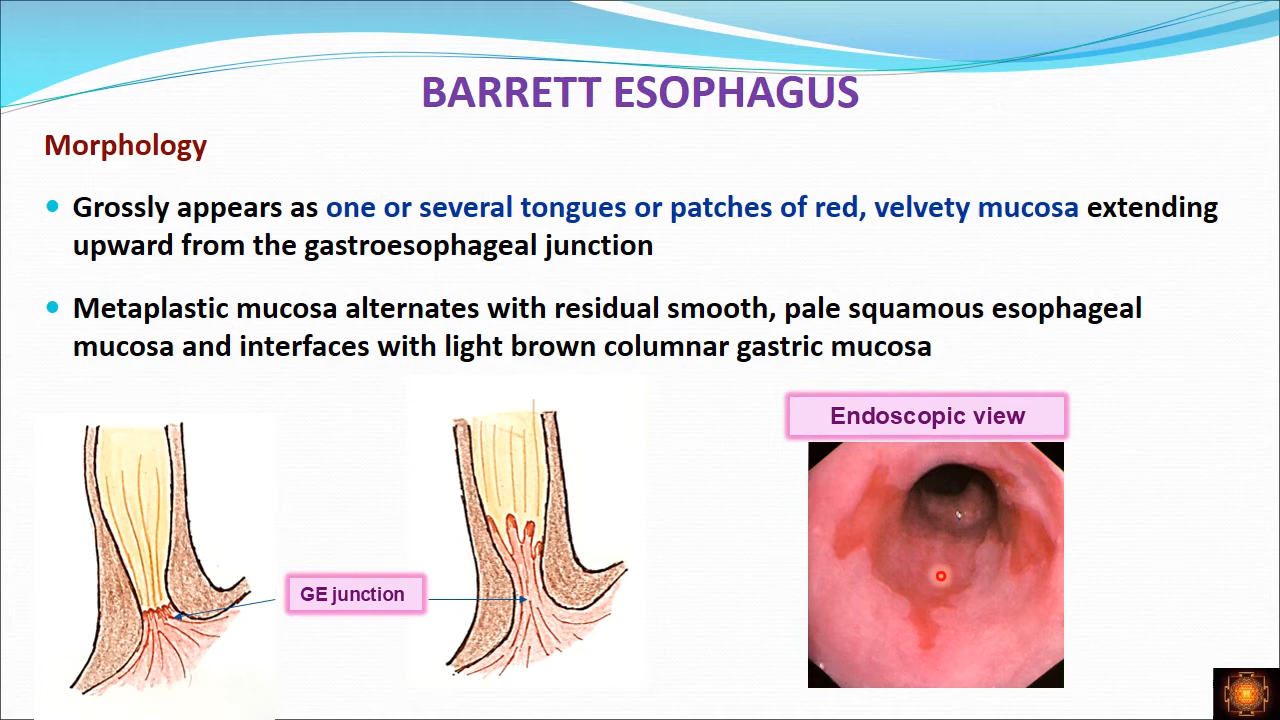 BARRETT ESOPHAGUS
Morphology
Grossly appears as one or several tongues or patches of red, velvety mucosa extending
upward from the gastroesophageal junction
Metaplastic mucosa alternates with residual smooth, pale squamous esophageal
mucosa and interfaces with light brown columnar gastric mucosa
Endoscopic view
GE junction